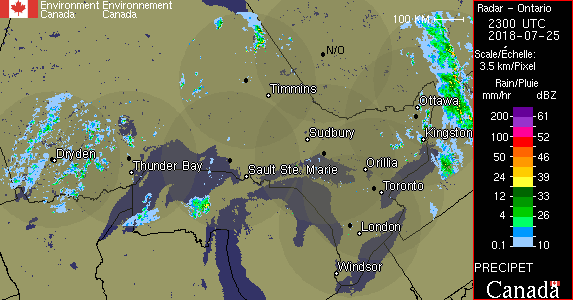 Environment Environnement
Canada Canada
100 KM
N/O
Timmins
Ottawa
Sudbury
Kingston
Dryden
Thunder Bay
Sault Ste. Marie
Orillia
Toronto
London
Windsor
Radar - Ontario
2300 UTC
2018-07-25
Scale/Échelle:
3.5 km/Pixel
Rain/Pluie
mm/hr dBZ
200 61
100 52
50 46
24 39
12 33
4 26
0.1 10
PRECIPET
Canada